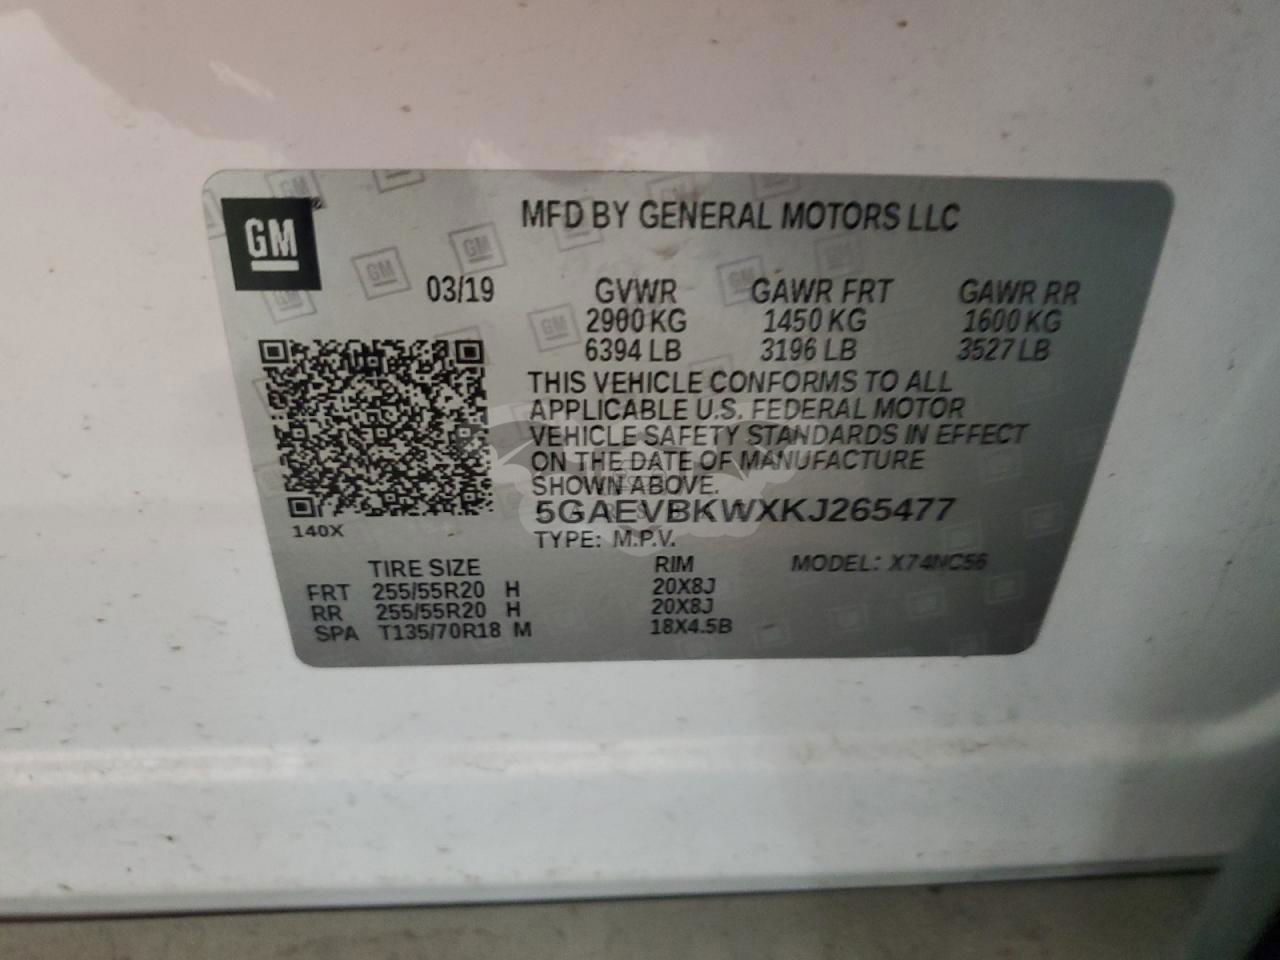 GM
MFD BY GENERAL MOTORS LLC
03/19
GVWR GAWR FRT GAWR RR
2900 KG 1450 KG 1600 KG
6394 LB 3196 LB 3527 LB
THIS VEHICLE CONFORMS TO ALL
APPLICABLE U.S. FEDERAL MOTOR
VEHICLE SAFETY STANDARDS IN EFFECT
ON THE DATE OF MANUFACTURE
SHOWN ABOVE.
5GAEVBKWXKJ265477
140X
TYPE: M.P.V.
TIRE SIZE RIM MODEL: X74NC56
FRT 255/55R20 H 20X8J
RR 255/55R20 H 20X8J
SPA T135/70R18 M 18X4.5B